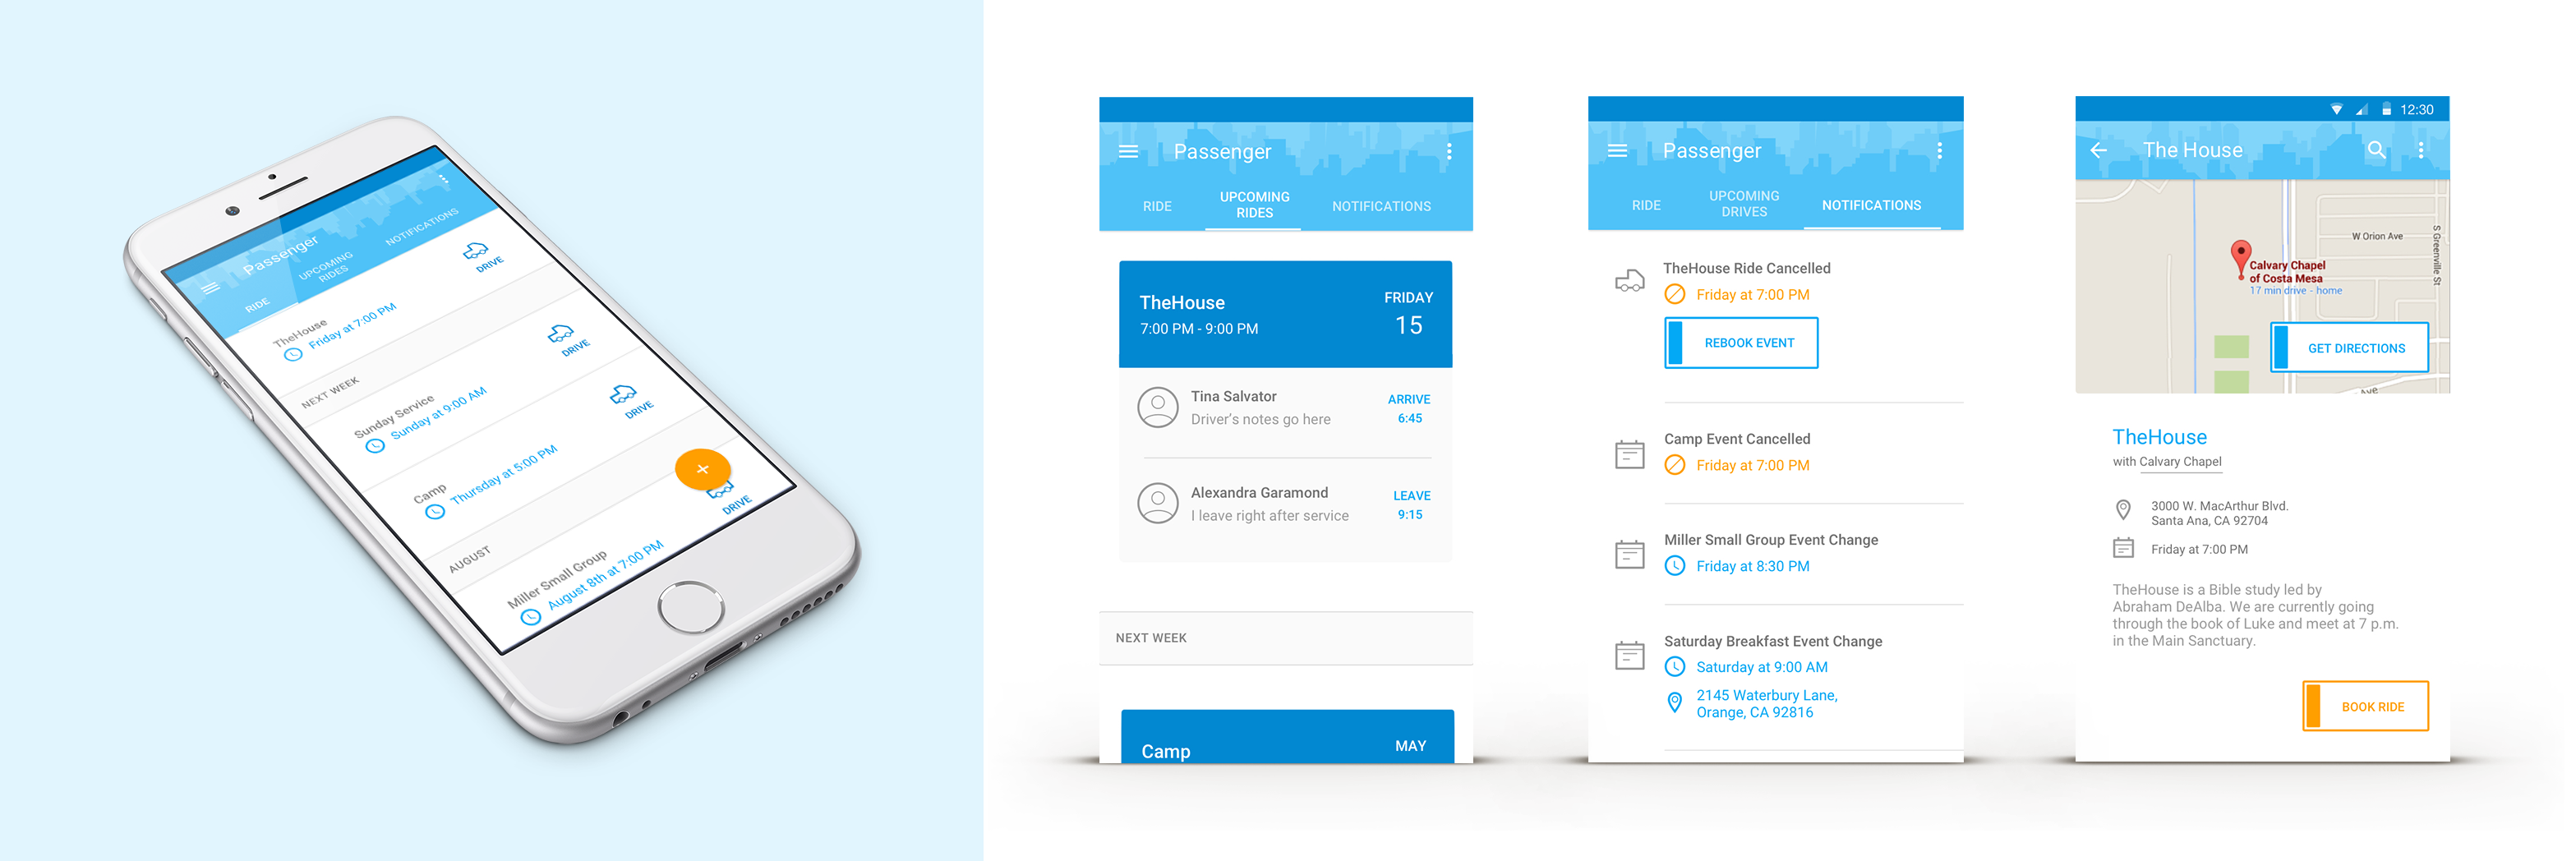 Passenger
RIDE
UPCOMING
RIDES
NOTIFICATIONS
TheHouse
Friday at 7:00 PM
DRIVE
NEXT WEEK
Sunday Service
Sunday at 9:00 AM
DRIVE
Camp
Thursday at 5:00 PM
DRIVE
+
AUGUST
Miller Small Group
August 8th at 7:00 PM
DRIVE
Passenger
RIDE
UPCOMING
RIDES
NOTIFICATIONS
TheHouse
7:00 PM - 9:00 PM
FRIDAY
15
Tina Salvator
Driver's notes go here
ARRIVE
6:45
Alexandra Garamond
I leave right after service
LEAVE
9:15
NEXT WEEK
Camp
MAY
Passenger
RIDE
UPCOMING
DRIVES
NOTIFICATIONS
TheHouse Ride Cancelled
Friday at 7:00 PM
REBOOK EVENT
Camp Event Cancelled
Friday at 7:00 PM
Miller Small Group Event Change
Friday at 8:30 PM
Saturday Breakfast Event Change
Saturday at 9:00 AM
2145 Waterbury Lane,
Orange, CA 92816
12:30
The House
W Orion Ave
S Greenville St
Calvary Chapel
of Costa Mesa
17 min drive - home
GET DIRECTIONS
Ave
TheHouse
with Calvary Chapel
3000 W. MacArthur Blvd.
Santa Ana, CA 92704
Friday at 7:00 PM
TheHouse is a Bible study led by
Abraham DeAlba. We are currently going
through the book of Luke and meet at 7 p.m.
in the Main Sanctuary.
BOOK RIDE